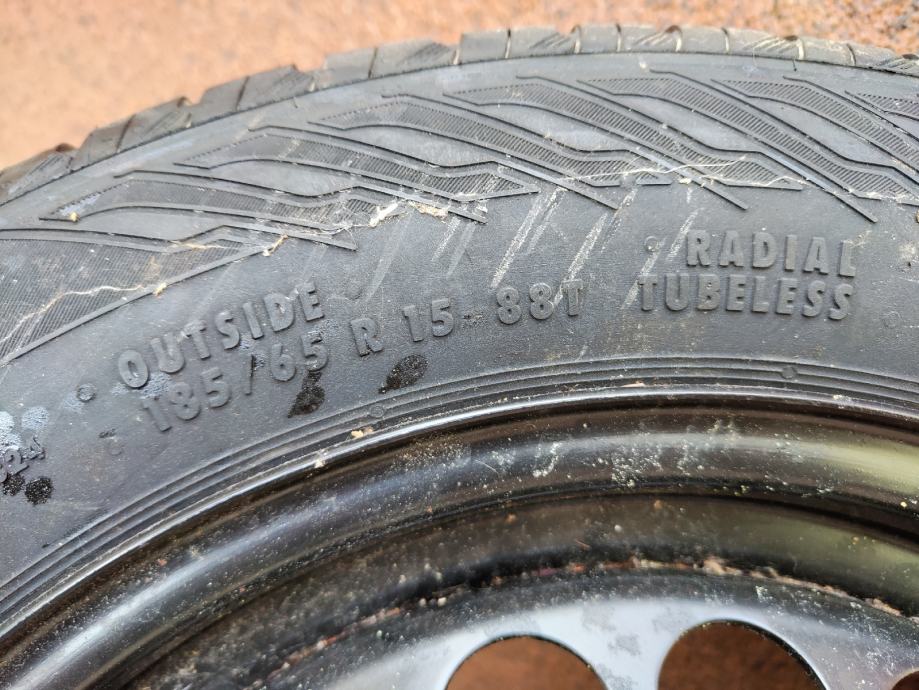 OUTSIDE
185/65 R 15 88T
RADIAL
TUBELESS